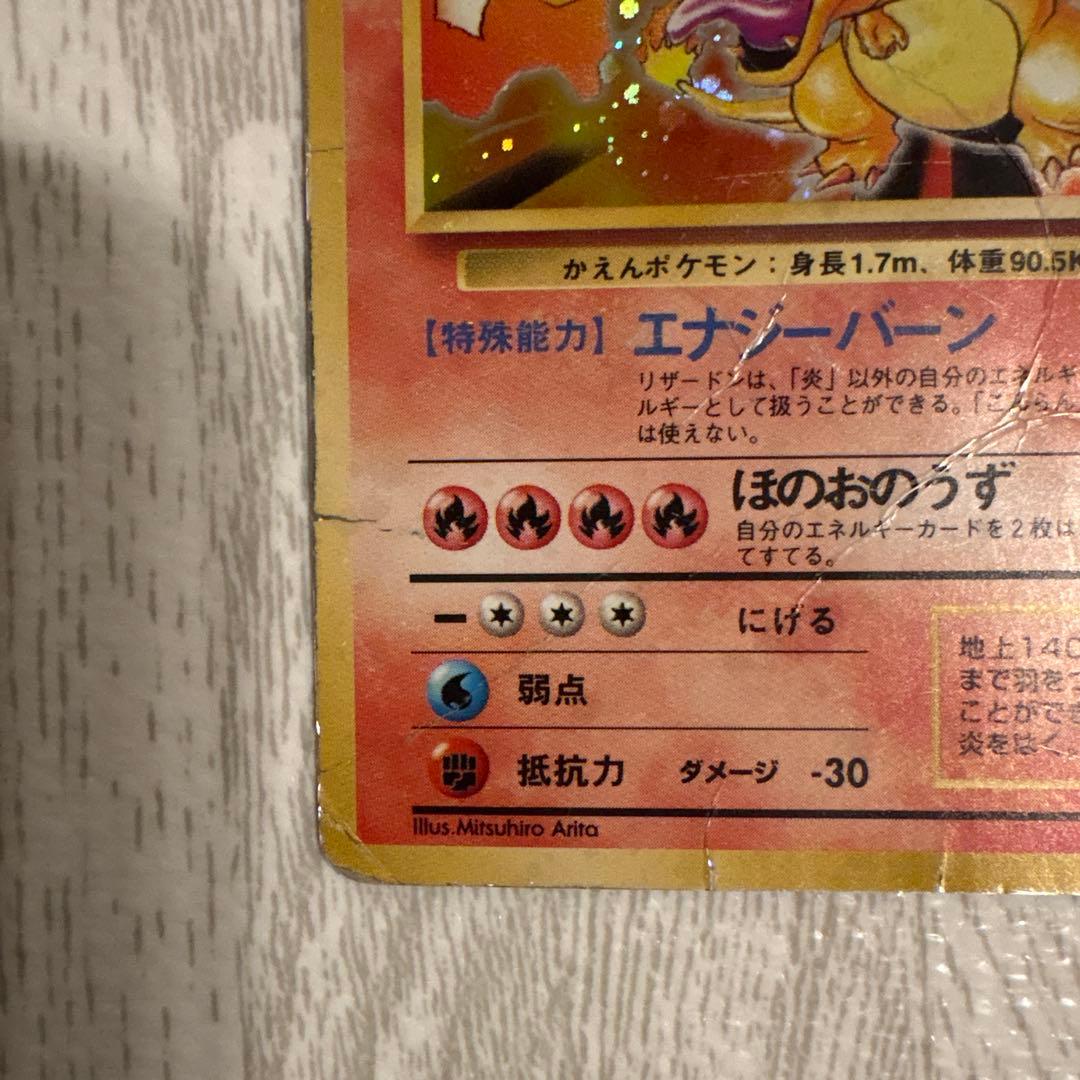 かえんポケモン：身長1.7m、体重90.5K
【特殊能力】エナジーバーン
リザードンは、「炎」以外の自分のエネルギ
ルギーとして扱うことができる。「こんらん
は使えない。
ほのおのうず
自分のエネルギーカードを2枚は
てすてる。
にげる
弱点
抵抗力 ダメージ -30
地上140
まで羽をつ
ことができ
炎をはく
Illus.Mitsuhiro Arita